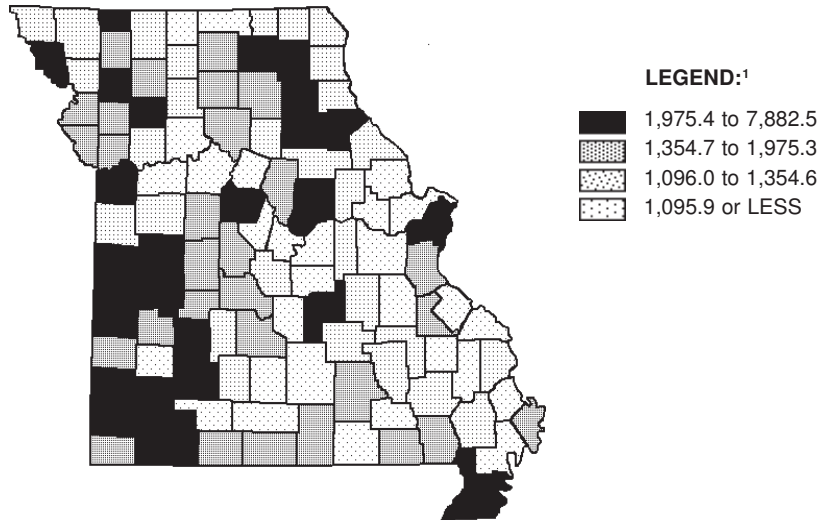 LEGEND:¹
1,975.4 to 7,882.5
1,354.7 to 1,975.3
1,096.0 to 1,354.6
1,095.9 or LESS